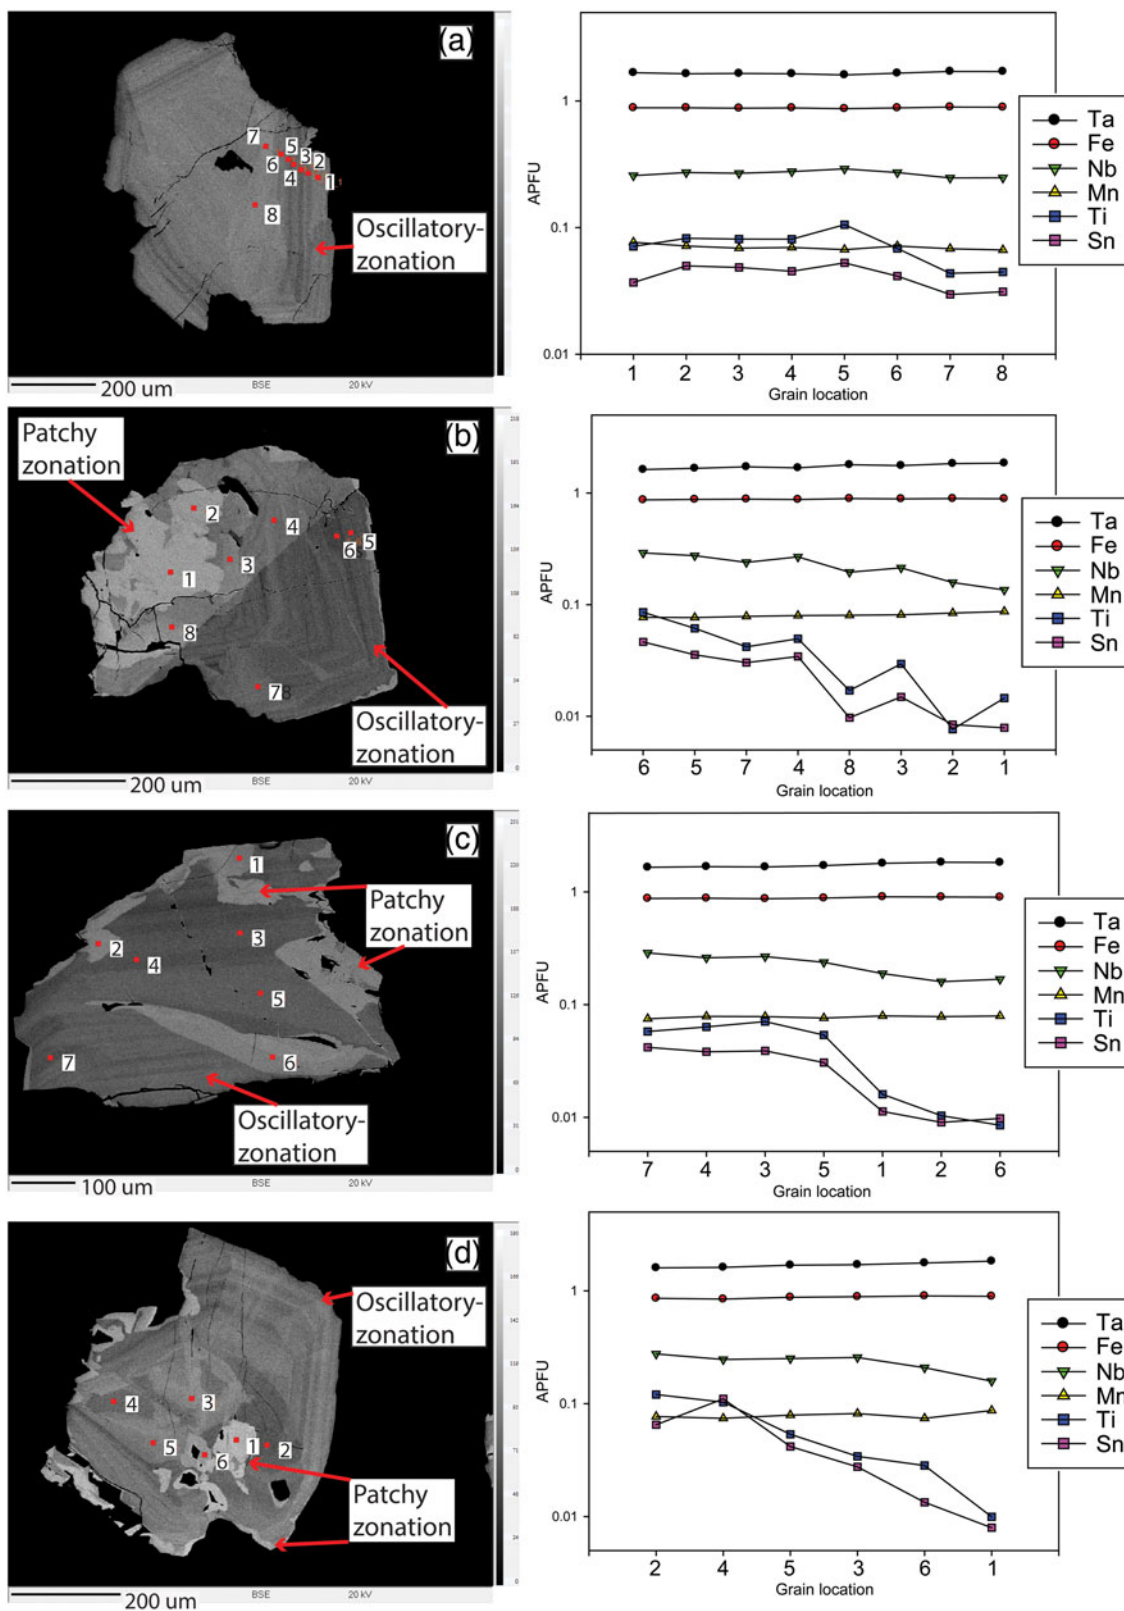 (a)
7
5
6
3
2
4
1
8
Oscillatory-
zonation
200 um
BSE
20 kV
APFU
1
0.1
0.01
1 2 3 4 5 6 7 8
Grain location
Ta
Fe
Nb
Mn
Ti
Sn
Patchy
zonation
(b)
2
4
5
6
3
1
8
78
Oscillatory-
zonation
200 um
BSE
20 kV
APFU
1
0.1
0.01
6 5 7 4 8 3 2 1
Grain location
Ta
Fe
Nb
Mn
Ti
Sn
(c)
1
Patchy
zonation
2
3
4
5
7
6
Oscillatory-
zonation
100 um
BSE
20 kV
APFU
1
0.1
0.01
7 4 3 5 1 2 6
Grain location
Ta
Fe
Nb
Mn
Ti
Sn
(d)
Oscillatory-
zonation
4
3
5
1
2
6
Patchy
zonation
200 um
BSE
20 kV
APFU
1
0.1
0.01
2 4 5 3 6 1
Grain location
Ta
Fe
Nb
Mn
Ti
Sn